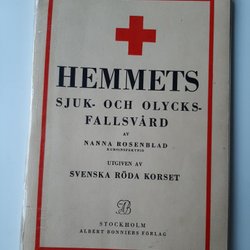 HEMMETS
SJUK- OCH OLYCKS-
FALLSVÅRD
AV
NANNA ROSENBLAD
UTGIVEN AV
SVENSKA RÖDA KORSET
STOCKHOLM
ALBERT BONNIERS FÖRLAG